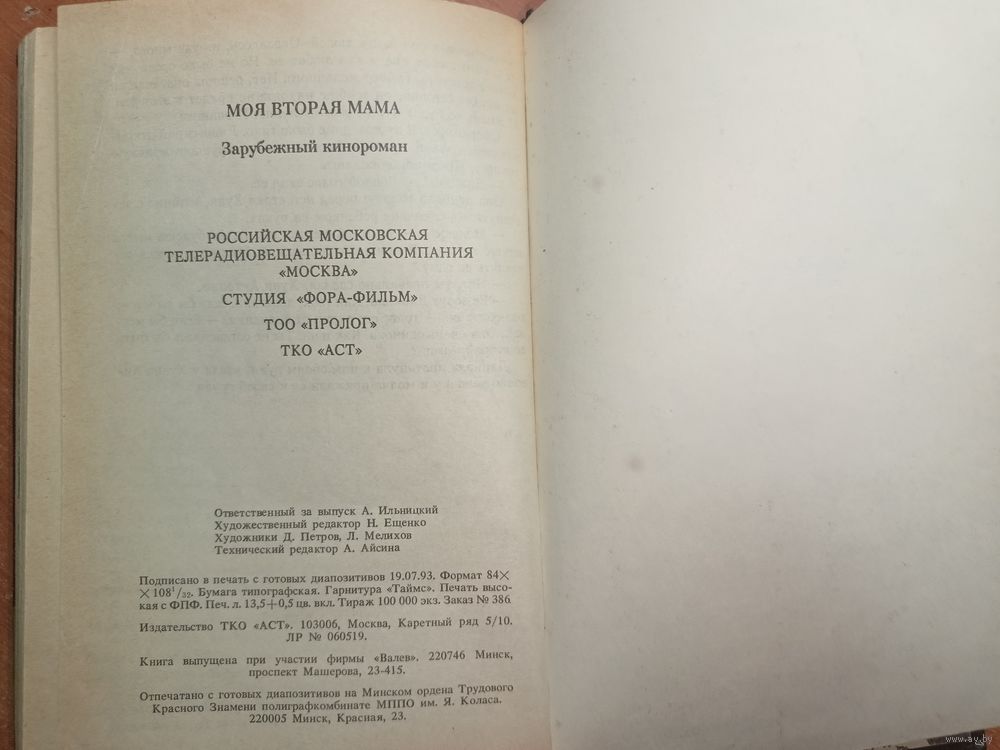 МОЯ ВТОРАЯ МАМА
Зарубежный кинороман
РОССИЙСКАЯ МОСКОВСКАЯ
ТЕЛЕРАДИОВЕЩАТЕЛЬНАЯ КОМПАНИЯ
«МОСКВА»
СТУДИЯ «ФОРА-ФИЛЬМ»
ТОО «ПРОЛОГ»
ТКО «АСТ»
Ответственный за выпуск А. Ильницкий
Художественный редактор Н. Ещенко
Художники Д. Петров, Л. Мелихов
Технический редактор А. Айсина
Подписано в печать с готовых диапозитивов 19.07.93. Формат 84×
×108¹/₃₂. Бумага типографская. Гарнитура «Таймс». Печать высо-
кая с ФПФ. Печ. л. 13,5+0,5 цв. вкл. Тираж 100 000 экз. Заказ № 386.
Издательство ТКО «АСТ». 103006, Москва, Каретный ряд 5/10.
ЛР № 060519.
Книга выпущена при участии фирмы «Валев». 220746 Минск,
проспект Машерова, 23-415.
Отпечатано с готовых диапозитивов на Минском ордена Трудового
Красного Знамени полиграфкомбинате МППО им. Я. Коласа.
220005 Минск, Красная, 23.
www.ay.by